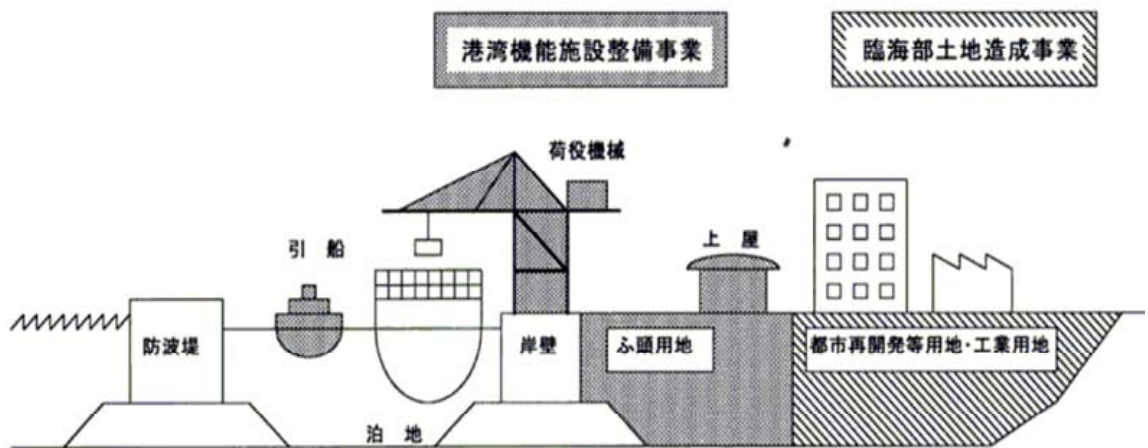 港湾機能施設整備事業
臨海部土地造成事業
荷役機械
引船
上屋
防波堤
岸壁
ふ頭用地
都市再開発等用地・工業用地
泊地